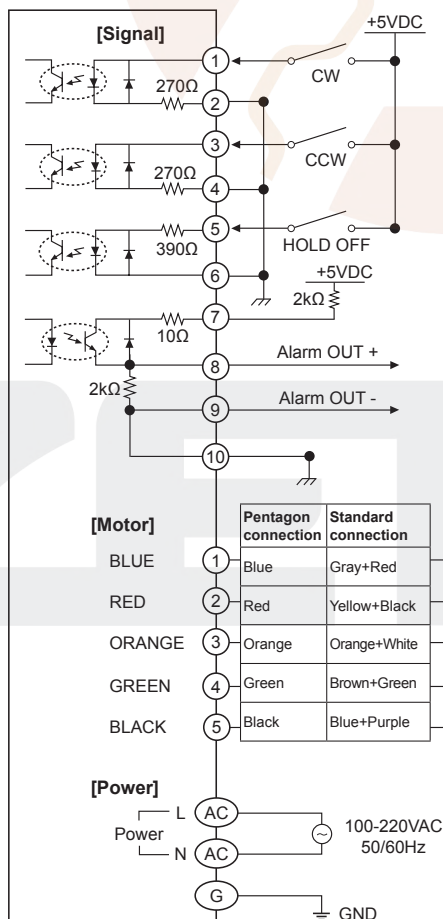 +5VDC
[Signal]
1
CW
270Ω
2
3
CCW
270Ω
4
5
390Ω
HOLD OFF
6
+5VDC
2kΩ
7
10Ω
8
Alarm OUT +
2kΩ
9
Alarm OUT -
10
[Motor]
Pentagon connection
Standard connection
BLUE 1 Blue Gray+Red
RED 2 Red Yellow+Black
ORANGE 3 Orange Orange+White
GREEN 4 Green Brown+Green
BLACK 5 Black Blue+Purple
[Power]
L AC
Power
100-220VAC
50/60Hz
N AC
G
GND